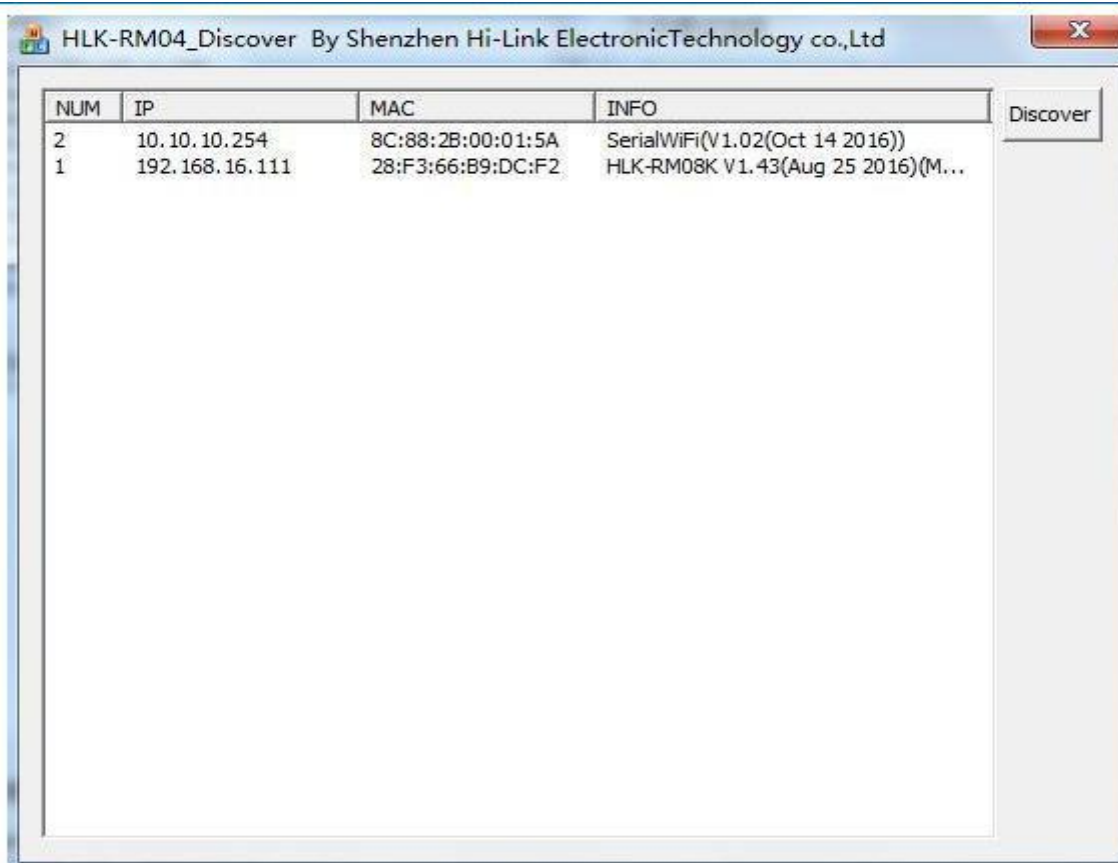 HLK-RM04_Discover By Shenzhen Hi-Link ElectronicTechnology co.,Ltd
NUM IP MAC INFO Discover
2 10.10.10.254 8C:88:2B:00:01:5A SerialWiFi(V1.02(Oct 14 2016))
1 192.168.16.111 28:F3:66:B9:DC:F2 HLK-RM08K V1.43(Aug 25 2016)(M...